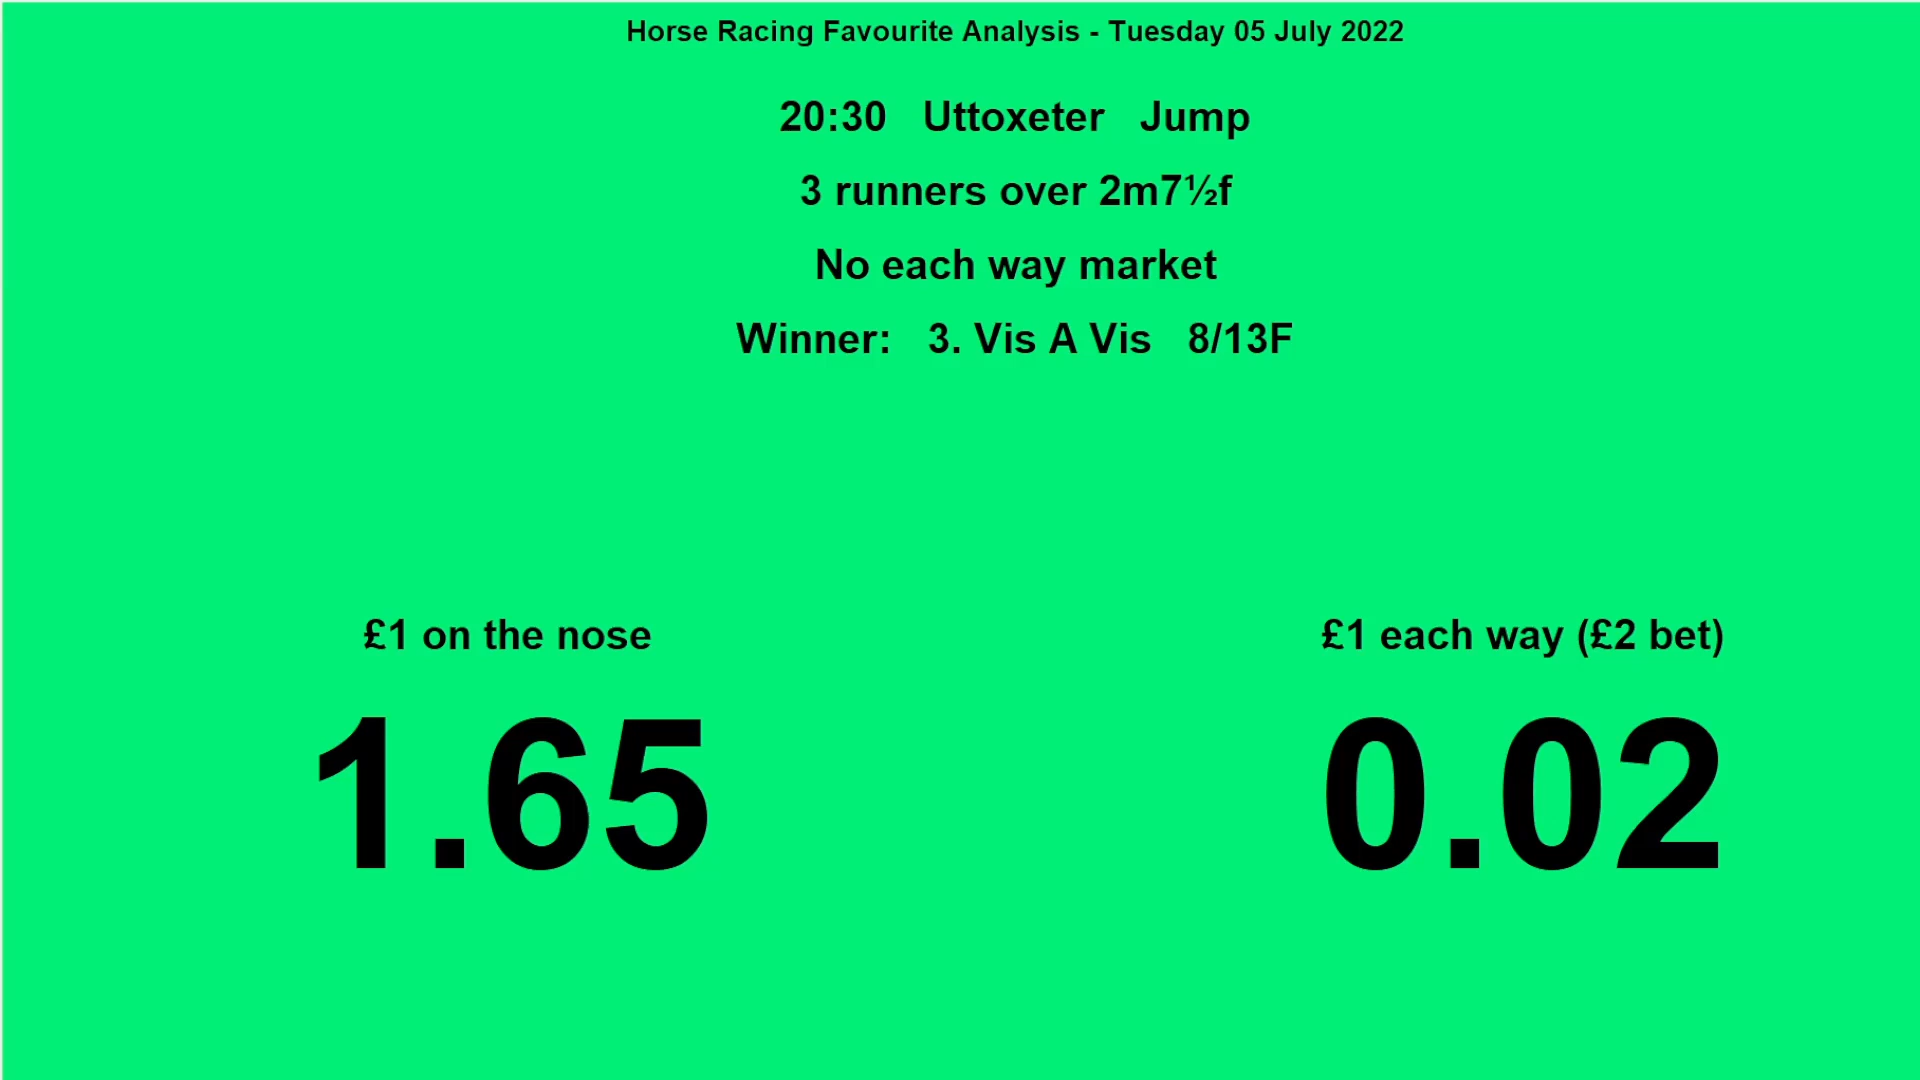 Horse Racing Favourite Analysis - Tuesday 05 July 2022
20:30 Uttoxeter Jump
3 runners over 2m7½f
No each way market
Winner: 3. Vis A Vis 8/13F
£1 on the nose
£1 each way (£2 bet)
1.65
0.02